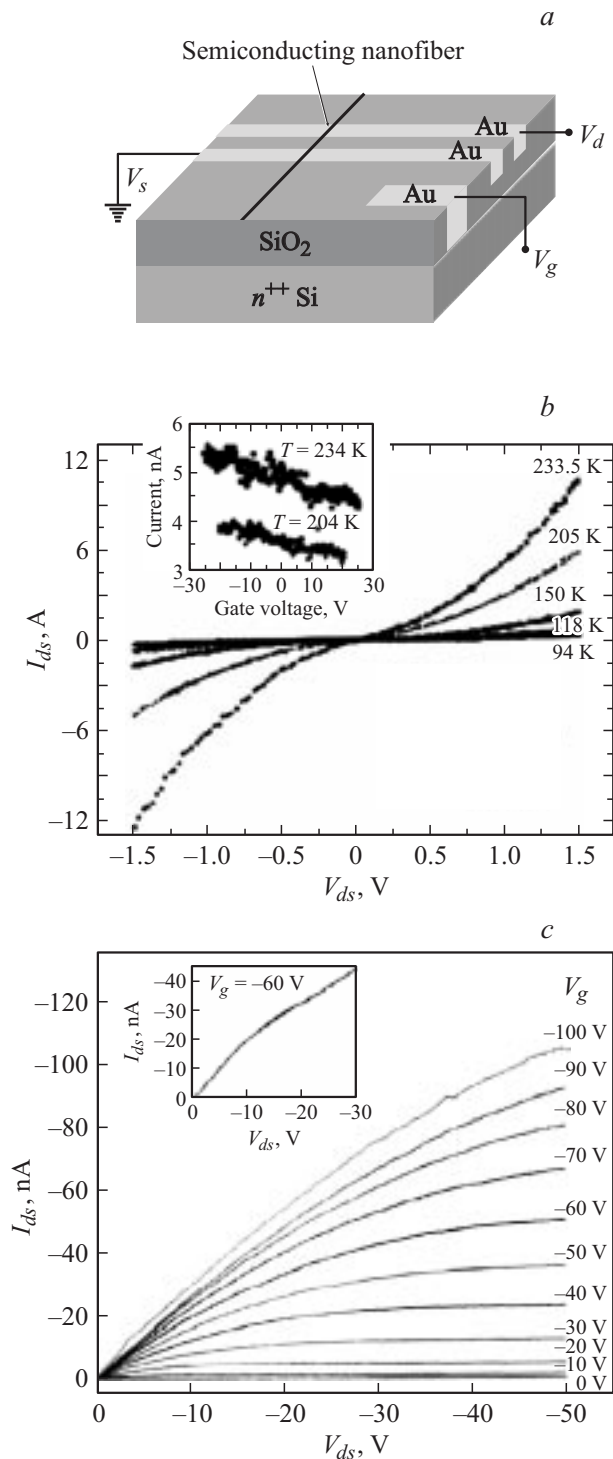 a
Semiconducting nanofiber
Au
V_d
Au
V_s
Au
SiO₂
V_g
n⁺⁺ Si
b
6
5
4
3
Current, nA
T = 234 K
T = 204 K
–30
–10
0
10
30
Gate voltage, V
12
6
0
–6
–12
I_ds, A
233.5 K
205 K
150 K
118 K
94 K
–1.5
–1.0
–0.5
0
0.5
1.0
1.5
V_ds, V
c
–40
–30
–20
–10
0
I_ds, nA
V_g = –60 V
0
–10
–20
–30
V_ds, V
–120
–100
–80
–60
–40
–20
0
I_ds, nA
V_g
–100 V
–90 V
–80 V
–70 V
–60 V
–50 V
–40 V
–30 V
–20 V
–10 V
0 V
0
–10
–20
–30
–40
–50
V_ds, V